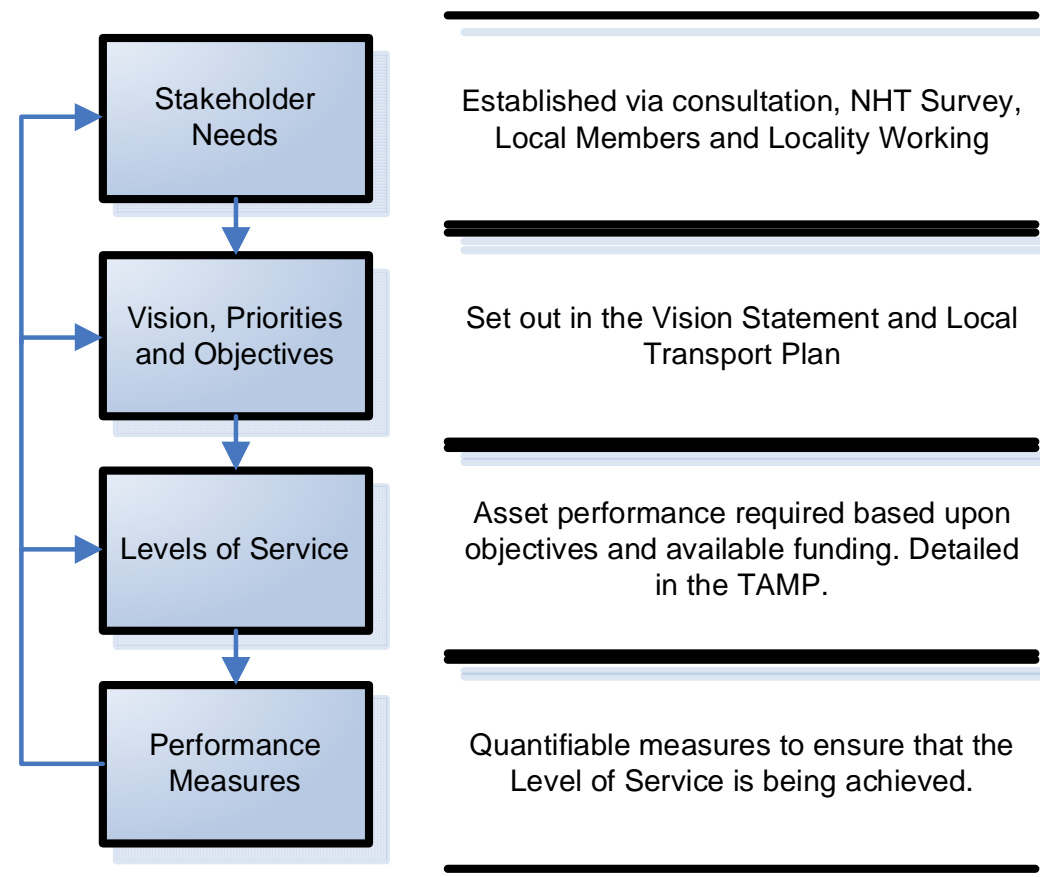 Stakeholder
Needs
Established via consultation, NHT Survey,
Local Members and Locality Working
Vision, Priorities
and Objectives
Set out in the Vision Statement and Local
Transport Plan
Levels of Service
Asset performance required based upon
objectives and available funding. Detailed
in the TAMP.
Performance
Measures
Quantifiable measures to ensure that the
Level of Service is being achieved.